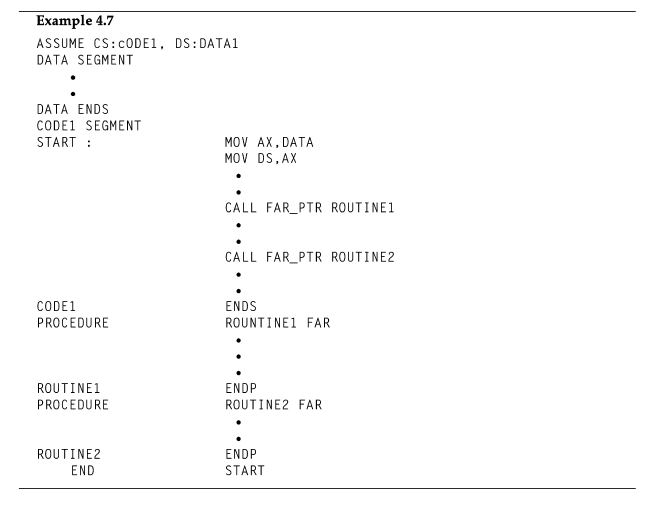 Example 4.7
ASSUME CS:cODE1, DS:DATA1
DATA SEGMENT
•
•
DATA ENDS
CODE1 SEGMENT
START : MOV AX,DATA
MOV DS,AX
•
•
CALL FAR_PTR ROUTINE1
•
•
CALL FAR_PTR ROUTINE2
•
•
CODE1 ENDS
PROCEDURE ROUNTINE1 FAR
•
•
•
ROUTINE1 ENDP
PROCEDURE ROUTINE2 FAR
•
•
ROUTINE2 ENDP
END START